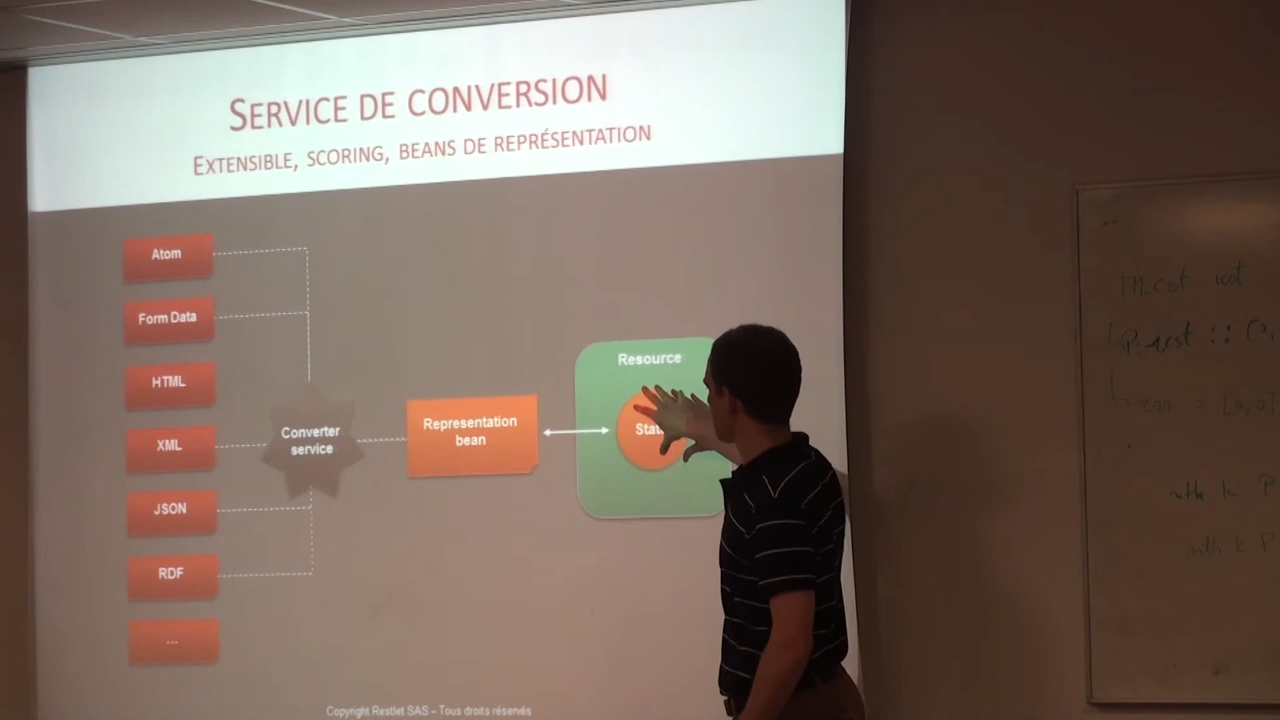 SERVICE DE CONVERSION
EXTENSIBLE, SCORING, BEANS DE REPRÉSENTATION
Atom
Form Data
HTML
XML
JSON
RDF
...
Converter
service
Representation
bean
Resource
Copyright Restlet SAS – Tous droits réservés